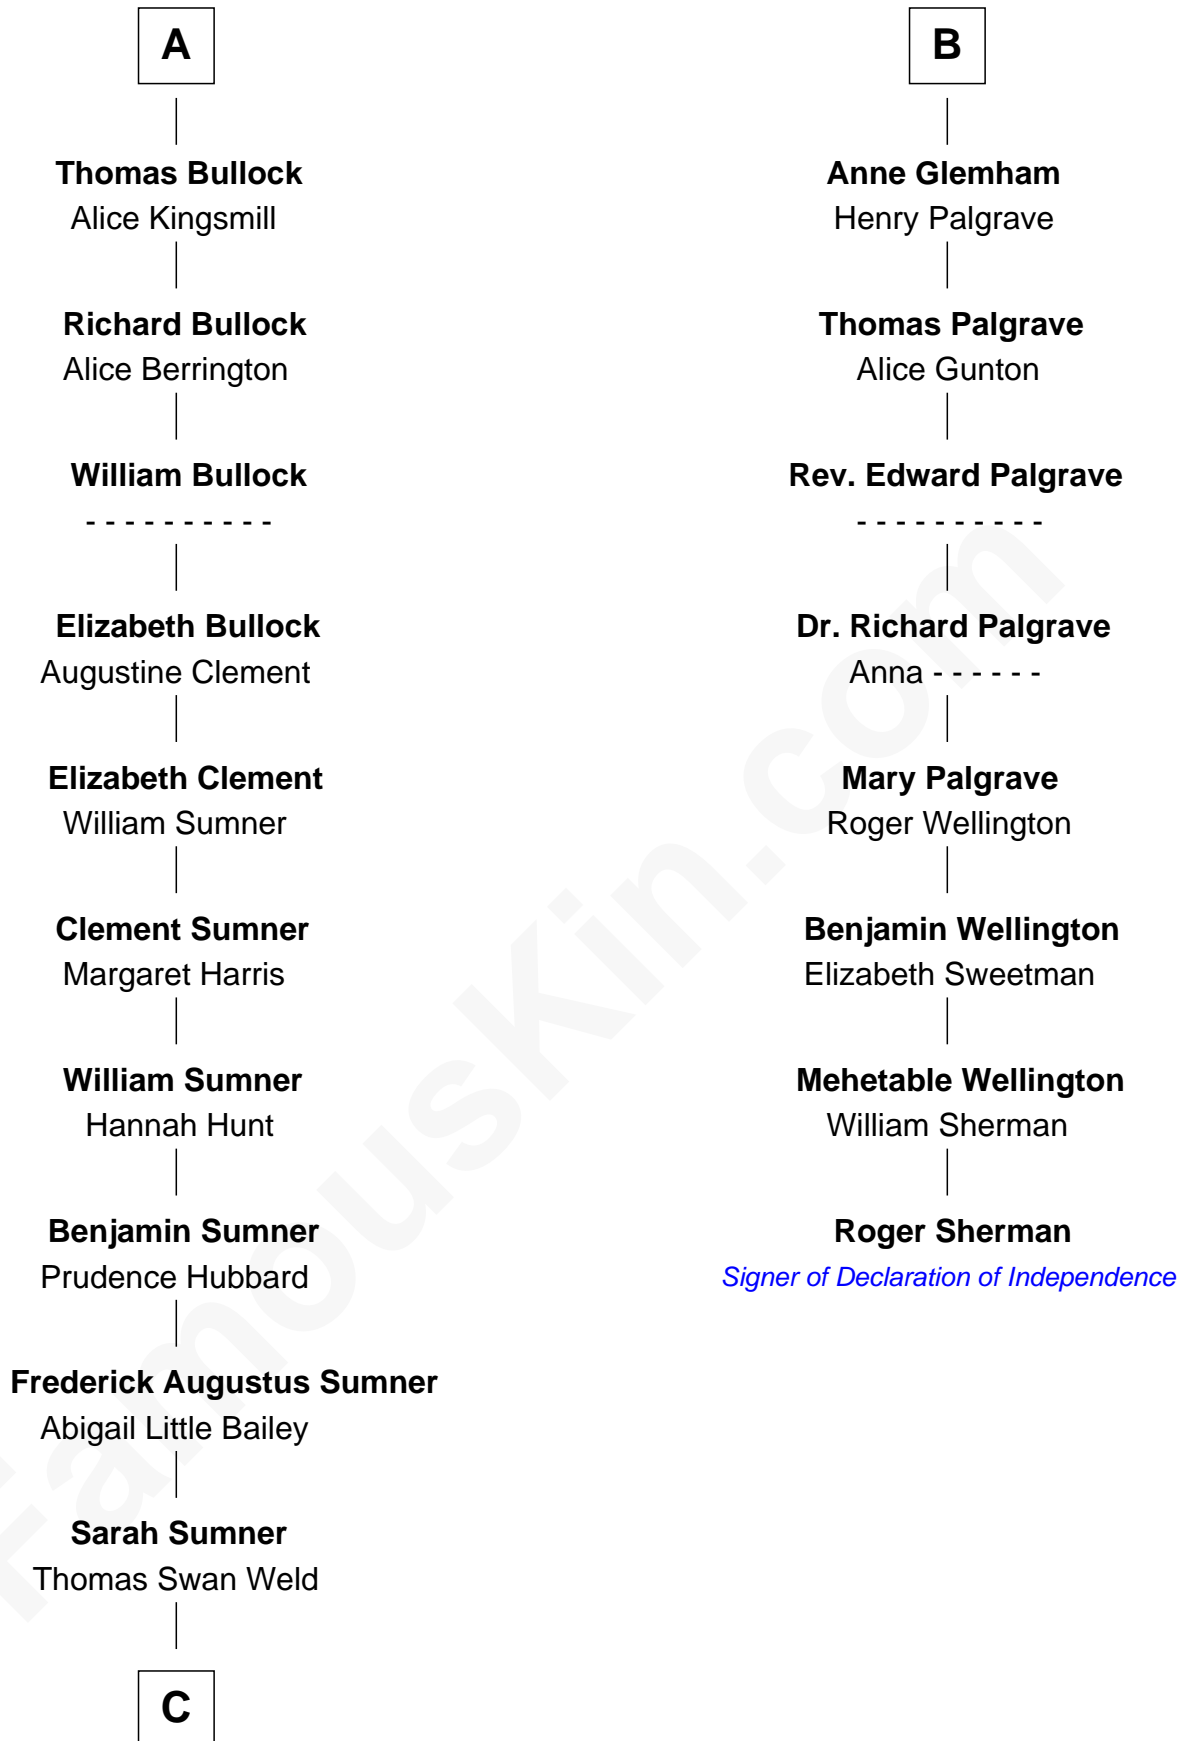 A
Thomas Bullock
Alice Kingsmill
Richard Bullock
Alice Berrington
William Bullock
- - - - - - - - - -
Elizabeth Bullock
Augustine Clement
Elizabeth Clement
William Sumner
Clement Sumner
Margaret Harris
William Sumner
Hannah Hunt
Benjamin Sumner
Prudence Hubbard
Frederick Augustus Sumner
Abigail Little Bailey
Sarah Sumner
Thomas Swan Weld
C
B
Anne Glemham
Henry Palgrave
Thomas Palgrave
Alice Gunton
Rev. Edward Palgrave
- - - - - - - - - -
Dr. Richard Palgrave
Anna - - - - - -
Mary Palgrave
Roger Wellington
Benjamin Wellington
Elizabeth Sweetman
Mehetable Wellington
William Sherman
Roger Sherman
Signer of Declaration of Independence
FamousKin.com